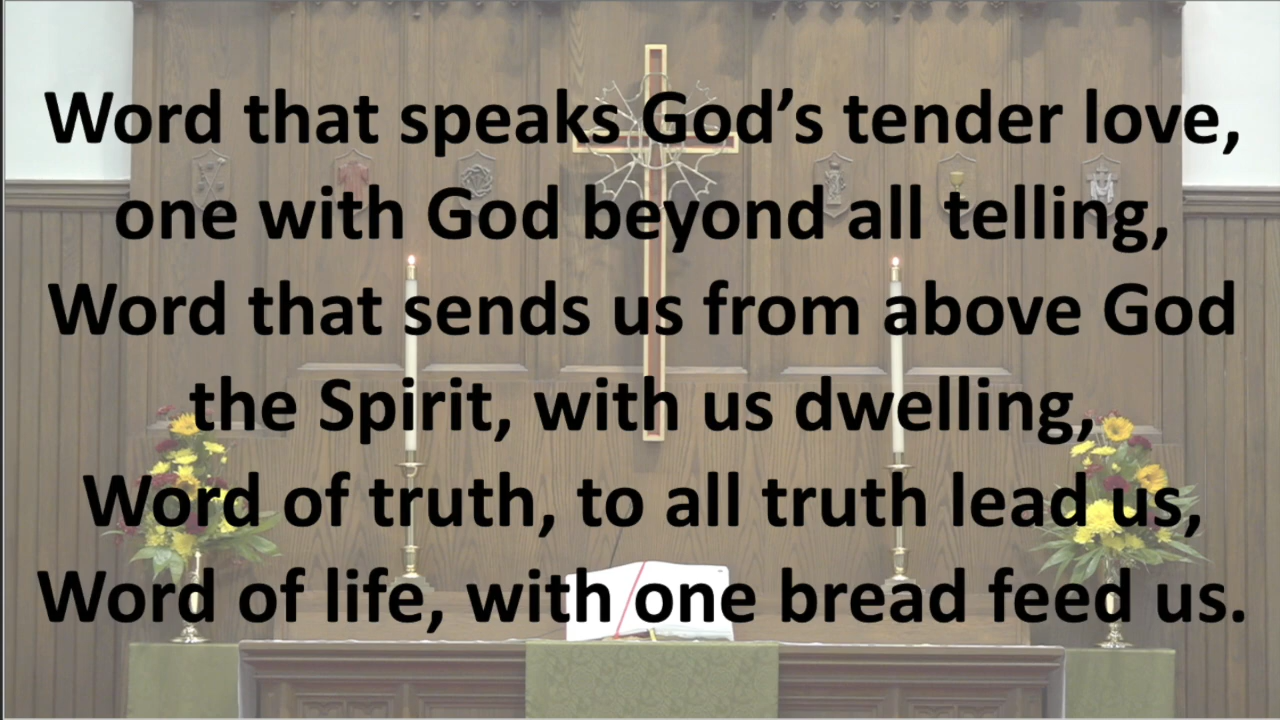 Word that speaks God’s tender love,
one with God beyond all telling,
Word that sends us from above God
the Spirit, with us dwelling,
Word of truth, to all truth lead us,
Word of life, with one bread feed us.